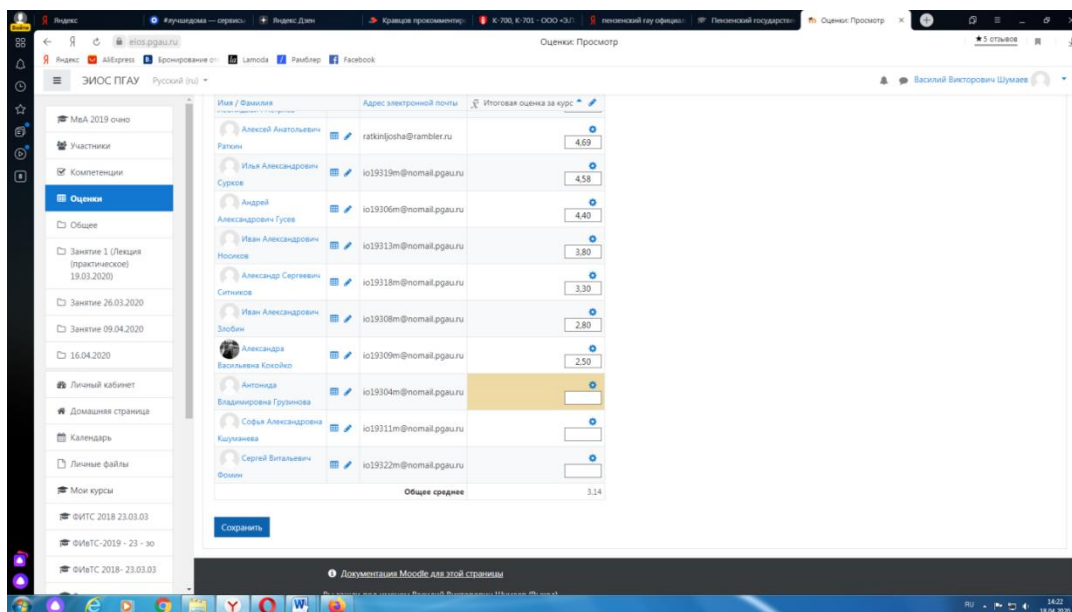 Яндекс
#лучшедома — сервисы
Яндекс.Дзен
Кравцов прокомментир
К-700, К-701 - ООО «ЭЛ
пензенский гау официал
Пензенский государстве
Оценки: Просмотр
Войти
eios.pgau.ru
Оценки: Просмотр
★ 5 отзывов
Яндекс
AliExpress
Бронирование от
Lamoda
Рамблер
Facebook
ЭИОС ПГАУ
Русский (ru)
Василий Викторович Шумаев
МвА 2019 очно
Участники
Компетенции
Оценки
Общее
Занятие 1 (Лекция
(практическое)
19.03.2020)
Занятие 26.03.2020
Занятие 09.04.2020
16.04.2020
Личный кабинет
Домашняя страница
Календарь
Личные файлы
Мои курсы
ФИТС 2018 23.03.03
ФИвТС-2019 - 23 - зо
ФИвТС 2018- 23.03.03
Имя / Фамилия
Адрес электронной почты
Итоговая оценка за курс
Алексей Анатольевич
Раткин
ratkinljosha@rambler.ru
4,69
Илья Александрович
Сурков
io19319m@nomail.pgau.ru
4,58
Андрей
Александрович Гусев
io19306m@nomail.pgau.ru
4,40
Иван Александрович
Носиков
io19313m@nomail.pgau.ru
3,80
Александр Сергеевич
Ситников
io19318m@nomail.pgau.ru
3,30
Иван Александрович
Злобин
io19308m@nomail.pgau.ru
2,80
Александра
Васильевна Кокойко
io19309m@nomail.pgau.ru
2,50
Антонида
Владимировна Грузинова
io19304m@nomail.pgau.ru
Софья Александровна
Кшуманева
io19311m@nomail.pgau.ru
Сергей Витальевич
Фомин
io19322m@nomail.pgau.ru
Общее среднее
3,14
Сохранить
Документация Moodle для этой страницы
RU
14:22
18.04.2020